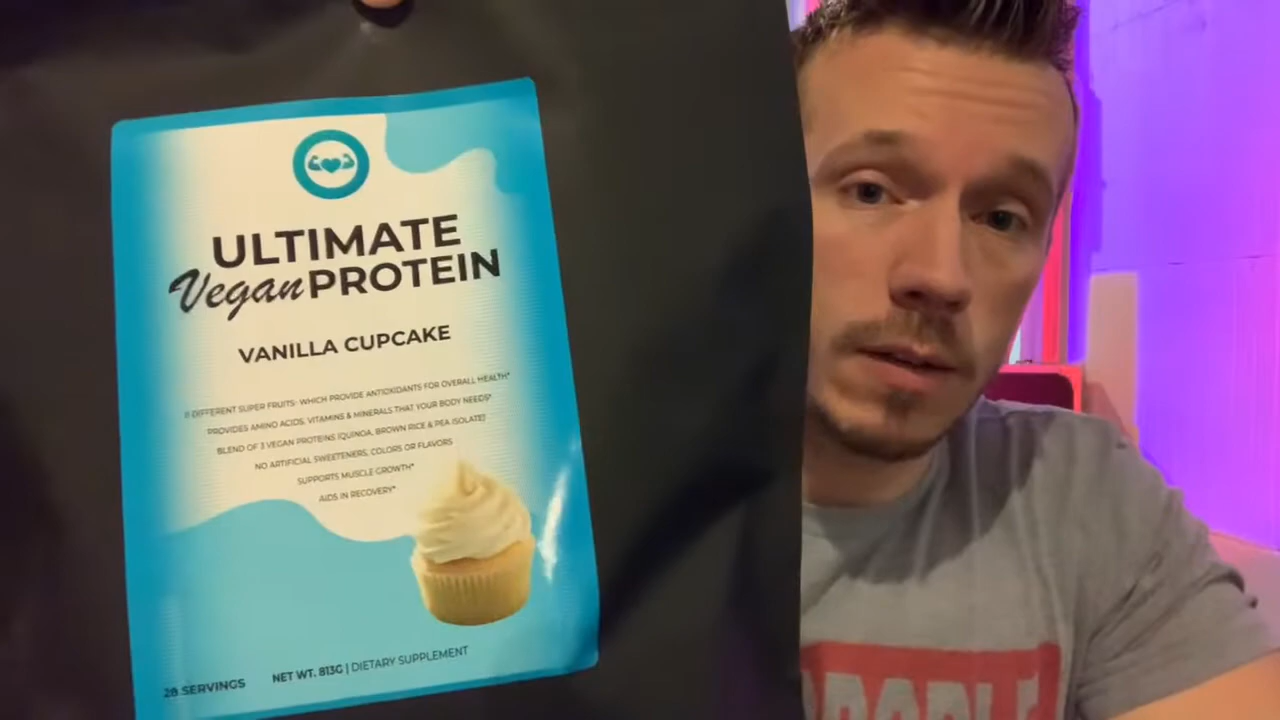 ULTIMATE
Vegan PROTEIN
VANILLA CUPCAKE
11 DIFFERENT SUPER FRUITS- WHICH PROVIDE ANTIOXIDANTS FOR OVERALL HEALTH*
PROVIDES AMINO ACIDS, VITAMINS & MINERALS THAT YOUR BODY NEEDS*
BLEND OF 3 VEGAN PROTEINS (QUINOA, BROWN RICE & PEA ISOLATE)
NO ARTIFICIAL SWEETENERS, COLORS OR FLAVORS
SUPPORTS MUSCLE GROWTH*
AIDS IN RECOVERY*
28 SERVINGS NET WT. 813G | DIETARY SUPPLEMENT